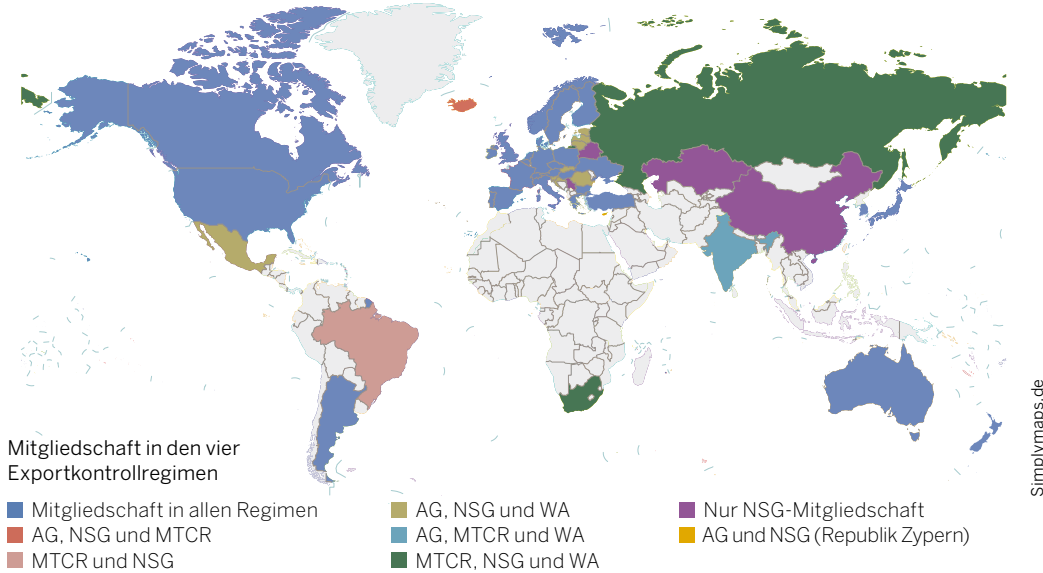 Mitgliedschaft in den vier
Exportkontrollregimen
Mitgliedschaft in allen Regimen
AG, NSG und MTCR
MTCR und NSG
AG, NSG und WA
AG, MTCR und WA
MTCR, NSG und WA
Nur NSG-Mitgliedschaft
AG und NSG (Republik Zypern)
Simplymaps.de